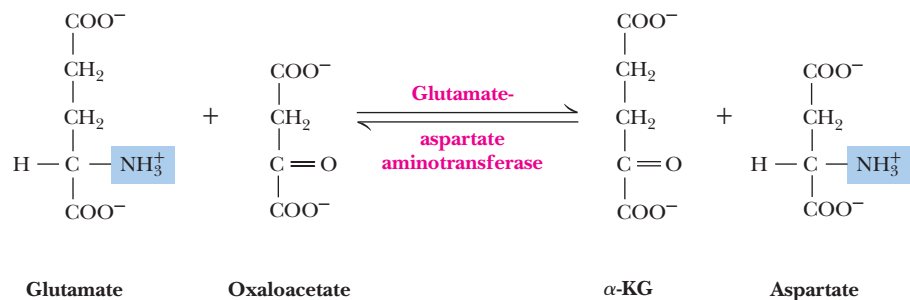 COO⁻
CH₂
CH₂
H — C — NH₃⁺
COO⁻
Glutamate
+
COO⁻
CH₂
C=O
COO⁻
Oxaloacetate
Glutamate-
aspartate
aminotransferase
COO⁻
CH₂
CH₂
C=O
COO⁻
α-KG
+
COO⁻
CH₂
H — C — NH₃⁺
COO⁻
Aspartate